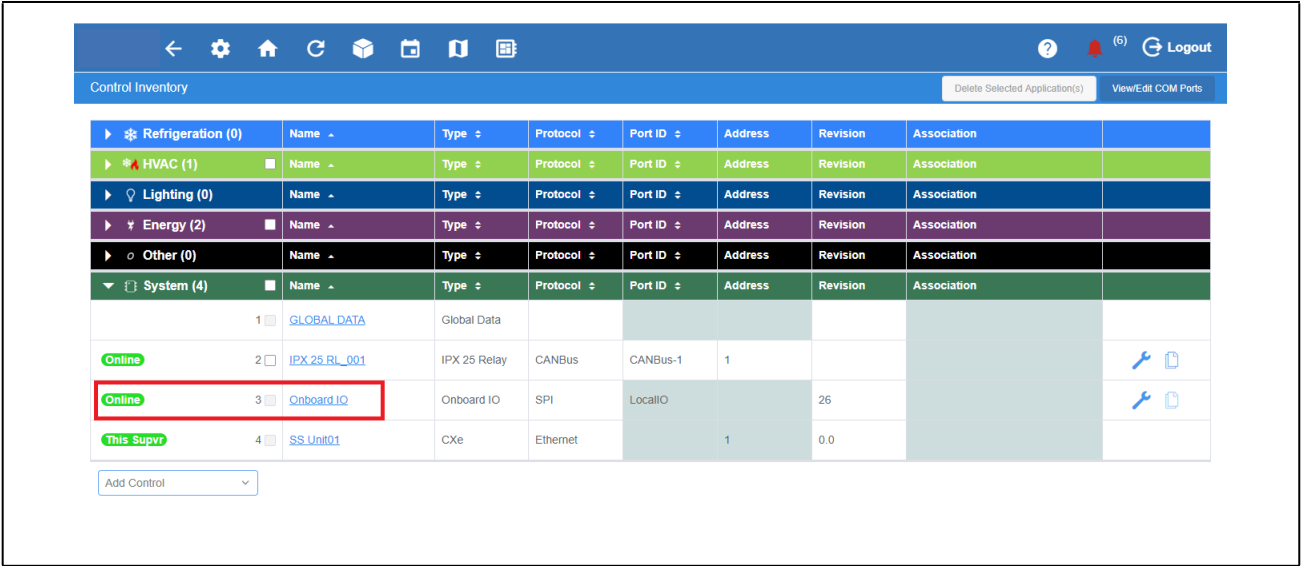 (6) Logout
Control Inventory Delete Selected Application(s) View/Edit COM Ports
Refrigeration (0) Name Type Protocol Port ID Address Revision Association
HVAC (1) Name Type Protocol Port ID Address Revision Association
Lighting (0) Name Type Protocol Port ID Address Revision Association
Energy (2) Name Type Protocol Port ID Address Revision Association
Other (0) Name Type Protocol Port ID Address Revision Association
System (4) Name Type Protocol Port ID Address Revision Association
1 GLOBAL DATA Global Data
Online 2 IPX 25 RL_001 IPX 25 Relay CANBus CANBus-1 1
Online 3 Onboard IO Onboard IO SPI LocalIO 26
This Supvr 4 SS Unit01 CXe Ethernet 1 0.0
Add Control